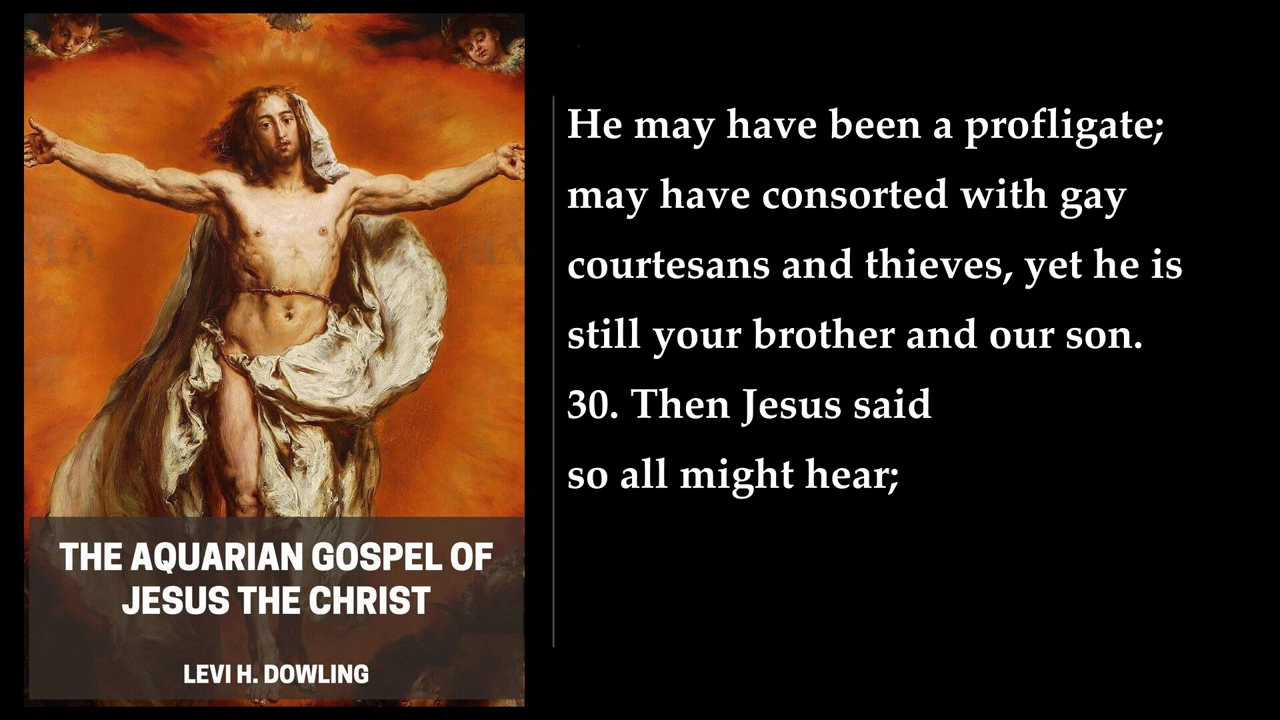 He may have been a profligate;
may have consorted with gay
courtesans and thieves, yet he is
still your brother and our son.
30. Then Jesus said
so all might hear;
THE AQUARIAN GOSPEL OF
JESUS THE CHRIST
LEVI H. DOWLING